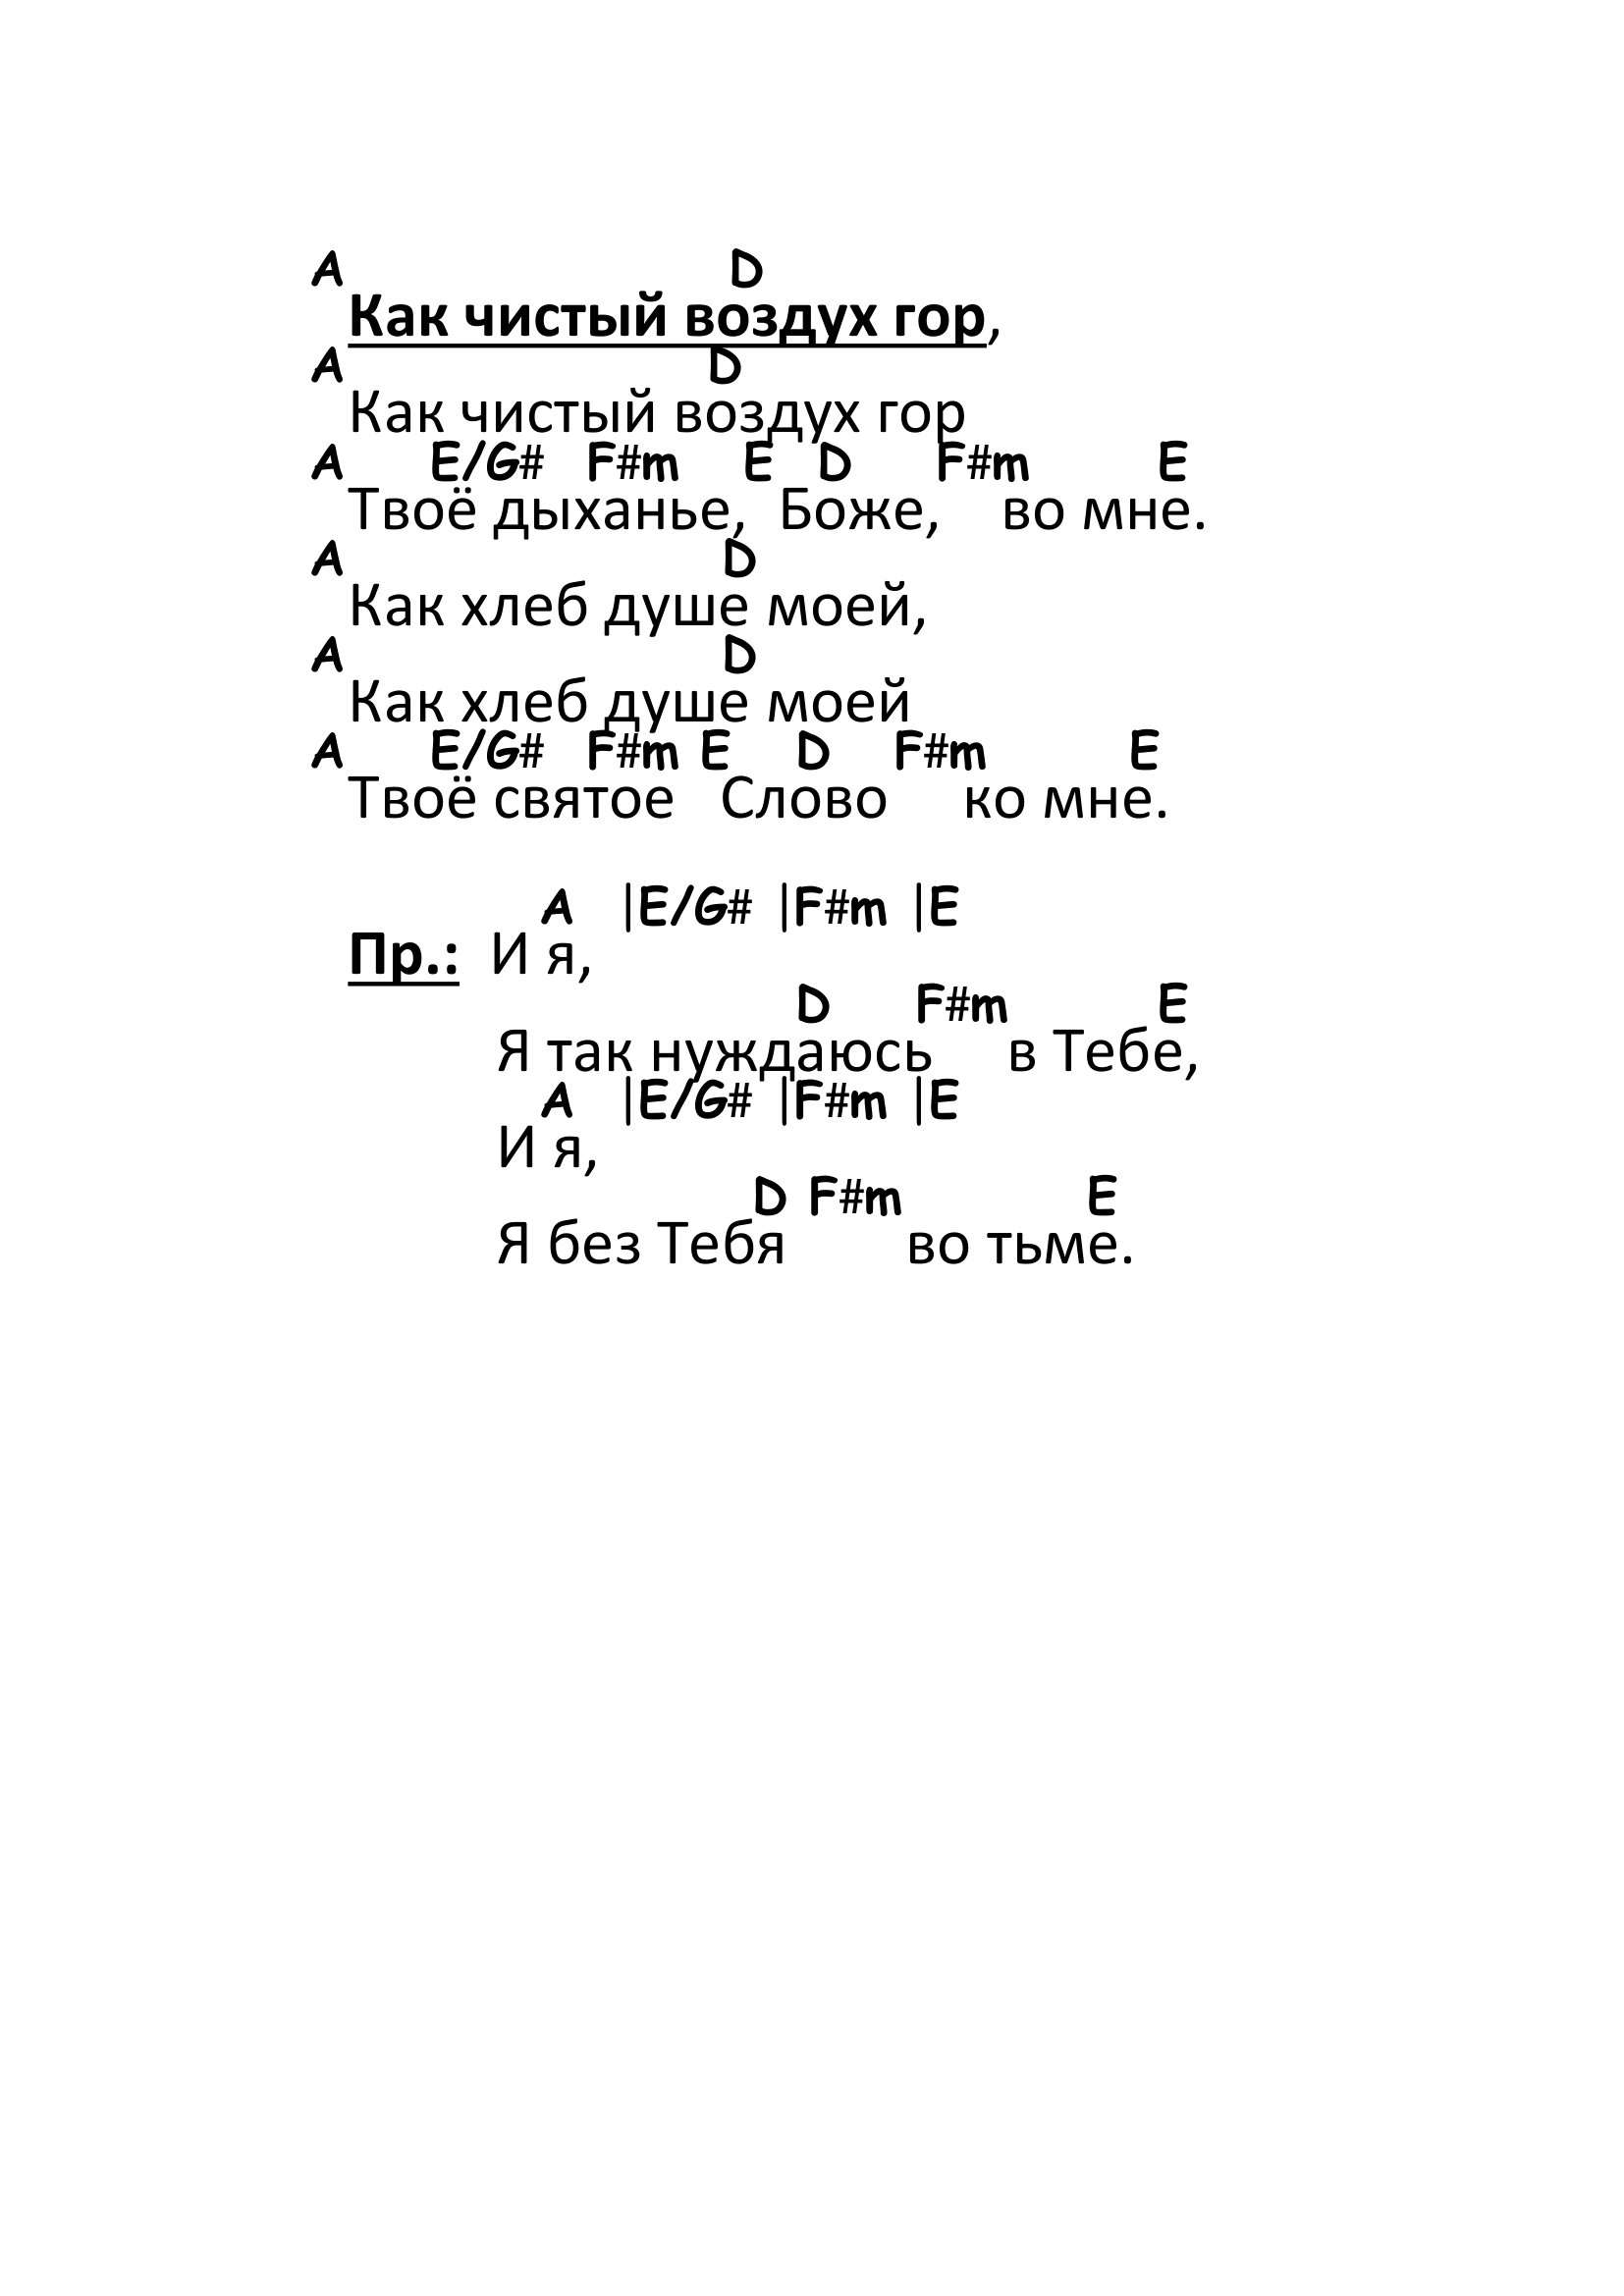 A D
Как чистый воздух гор,
A D
Как чистый воздух гор
A E/G# F#m E D F#m E
Твоё дыханье, Боже, во мне.
A D
Как хлеб душе моей,
A D
Как хлеб душе моей
A E/G# F#m E D F#m E
Твоё святое Слово ко мне.
A |E/G# |F#m |E
Пр.: И я,
D F#m E
Я так нуждаюсь в Тебе,
A |E/G# |F#m |E
И я,
D F#m E
Я без Тебя во тьме.